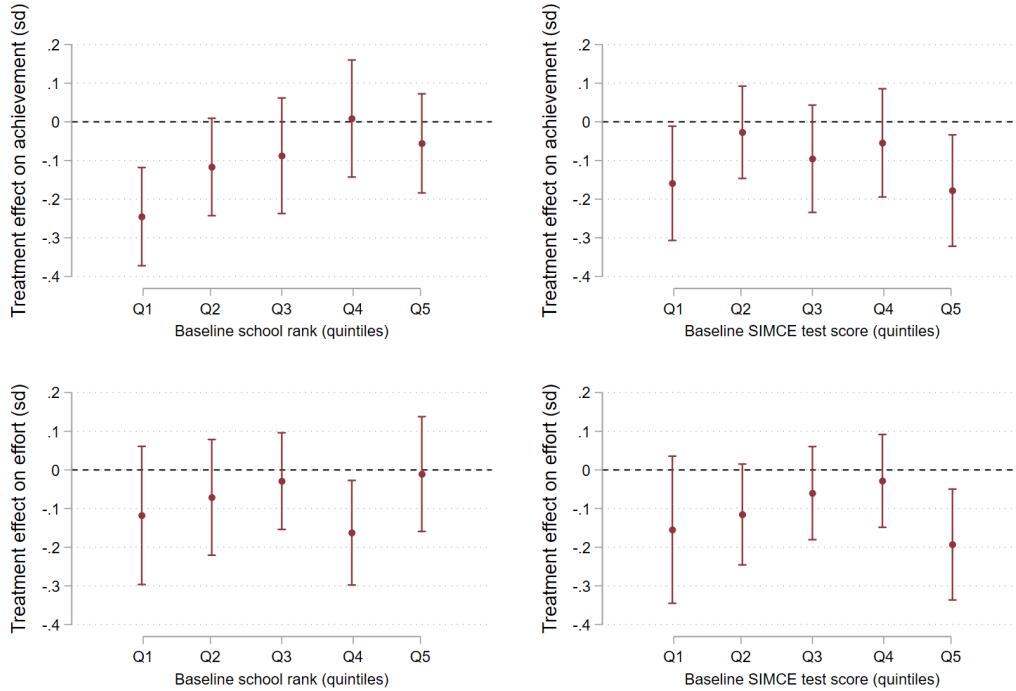 Treatment effect on achievement (sd)
.2
.1
0
-.1
-.2
-.3
-.4
Q1 Q2 Q3 Q4 Q5
Baseline school rank (quintiles)
Treatment effect on achievement (sd)
.2
.1
0
-.1
-.2
-.3
-.4
Q1 Q2 Q3 Q4 Q5
Baseline SIMCE test score (quintiles)
Treatment effect on effort (sd)
.2
.1
0
-.1
-.2
-.3
-.4
Q1 Q2 Q3 Q4 Q5
Baseline school rank (quintiles)
Treatment effect on effort (sd)
.2
.1
0
-.1
-.2
-.3
-.4
Q1 Q2 Q3 Q4 Q5
Baseline SIMCE test score (quintiles)